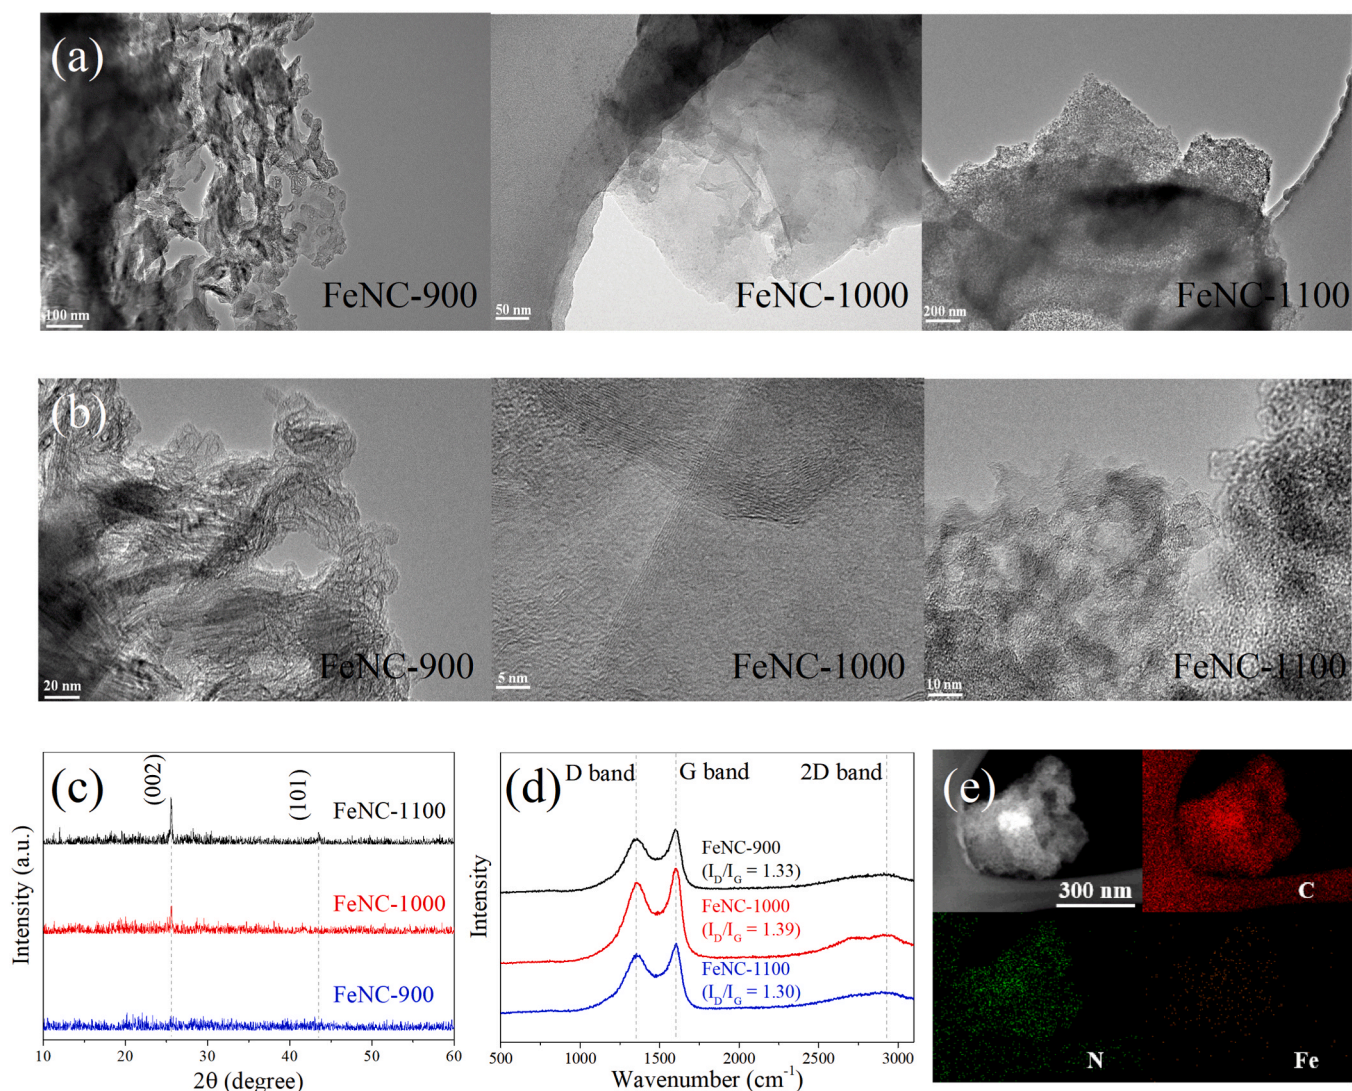 (a)
FeNC-900
100 nm
FeNC-1000
50 nm
FeNC-1100
200 nm
(b)
FeNC-900
20 nm
FeNC-1000
5 nm
FeNC-1100
10 nm
(c)
(002)
(101)
FeNC-1100
FeNC-1000
FeNC-900
Intensity (a.u.)
10 20 30 40 50 60
2θ (degree)
(d)
D band
G band
2D band
FeNC-900
(I_D/I_G = 1.33)
FeNC-1000
(I_D/I_G = 1.39)
FeNC-1100
(I_D/I_G = 1.30)
Intensity
500 1000 1500 2000 2500 3000
Wavenumber (cm⁻¹)
(e)
300 nm
C
N
Fe